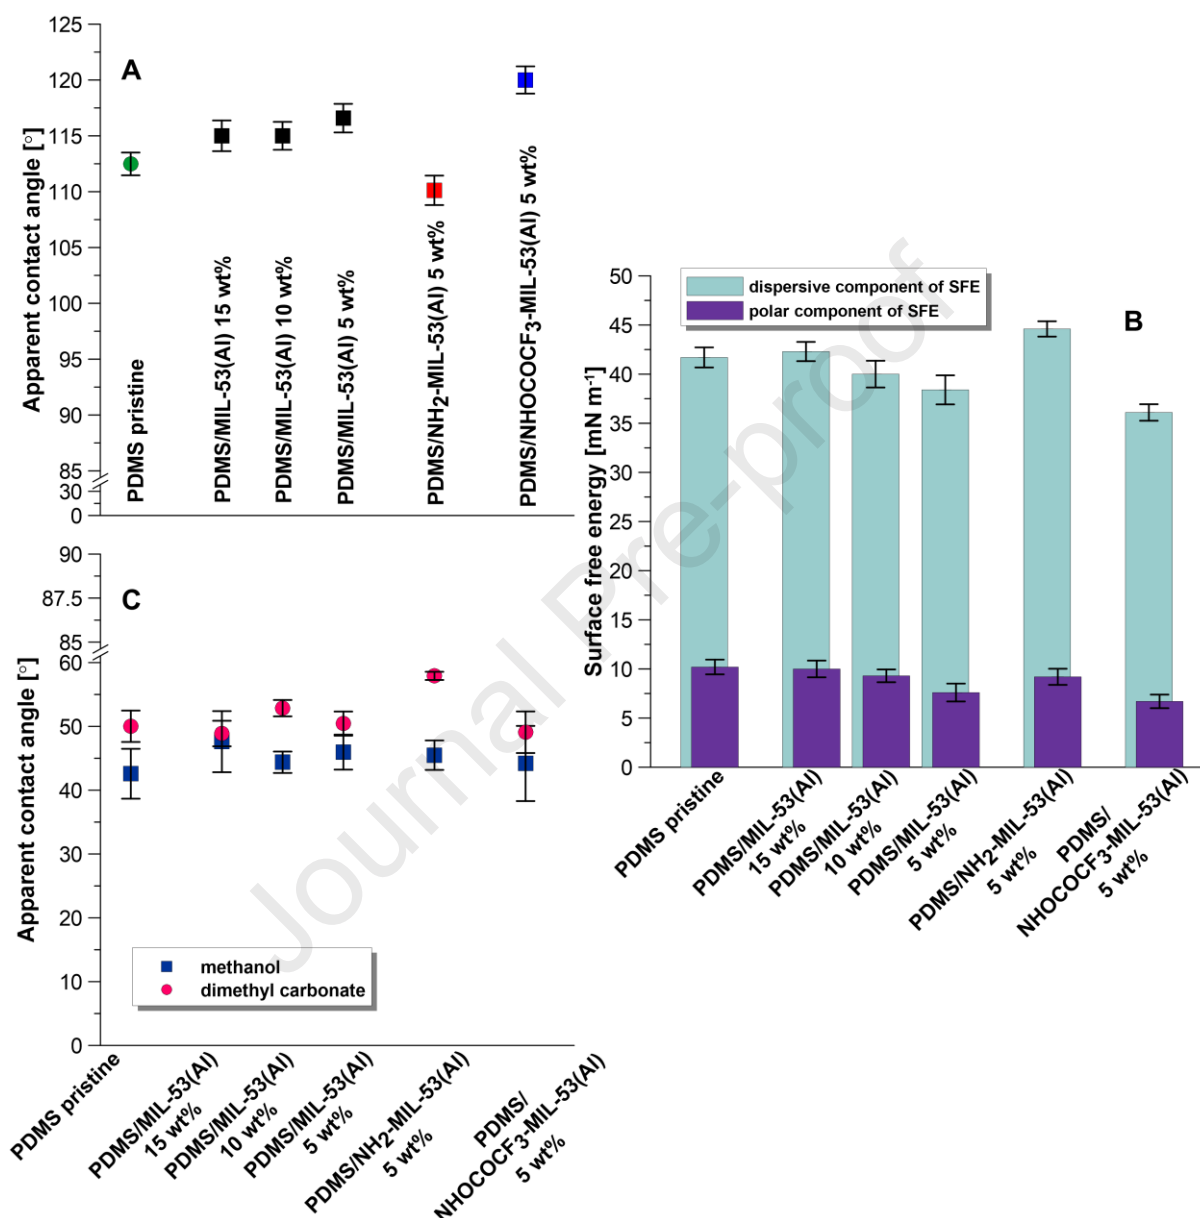 A
Apparent contact angle [°]
125
120
115
110
105
100
95
90
85
30
0
PDMS pristine
PDMS/MIL-53(Al) 15 wt%
PDMS/MIL-53(Al) 10 wt%
PDMS/MIL-53(Al) 5 wt%
PDMS/NH2-MIL-53(Al) 5 wt%
PDMS/NHOCOCF3-MIL-53(Al) 5 wt%
B
Surface free energy [mN m-1]
dispersive component of SFE
polar component of SFE
50
45
40
35
30
25
20
15
10
5
0
PDMS pristine
PDMS/MIL-53(Al)
15 wt%
PDMS/MIL-53(Al)
10 wt%
PDMS/MIL-53(Al)
5 wt%
PDMS/NH2-MIL-53(Al)
5 wt%
PDMS/
NHOCOCF3-MIL-53(Al)
5 wt%
C
Apparent contact angle [°]
90
87.5
85
60
50
40
30
20
10
0
methanol
dimethyl carbonate
PDMS pristine
PDMS/MIL-53(Al)
15 wt%
PDMS/MIL-53(Al)
10 wt%
PDMS/MIL-53(Al)
5 wt%
PDMS/NH2-MIL-53(Al)
5 wt%
PDMS/
NHOCOCF3-MIL-53(Al)
5 wt%
Journal Pre-proof